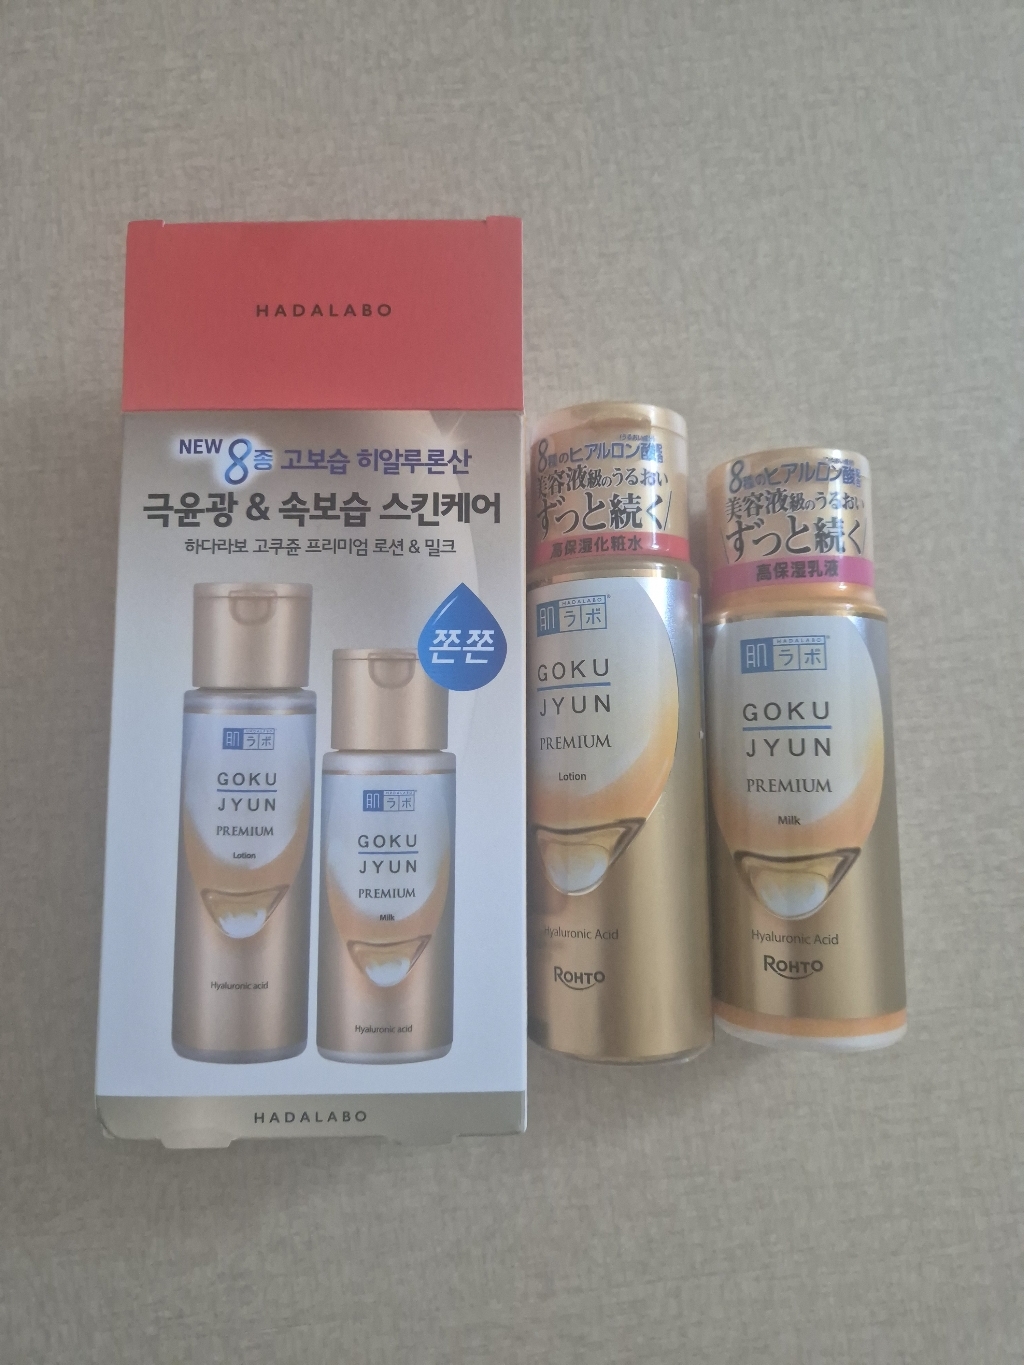 HADALABO
NEW 8종 고보습 히알루론산
극윤광 & 속보습 스킨케어
하다라보 고쿠쥰 프리미엄 로션 & 밀크
쫀쫀
肌ラボ
GOKU
JYUN
PREMIUM
Lotion
Hyaluronic acid
肌ラボ
GOKU
JYUN
PREMIUM
Milk
Hyaluronic acid
HADALABO
8種のヒアルロン酸
美容液級のうるおい
ずっと続く
高保湿化粧水
HADALABO
肌ラボ
GOKU
JYUN
PREMIUM
Lotion
Hyaluronic Acid
ROHTO
8種のヒアルロン酸
美容液級のうるおい
ずっと続く
高保湿乳液
HADALABO
肌ラボ
GOKU
JYUN
PREMIUM
Milk
Hyaluronic Acid
ROHTO